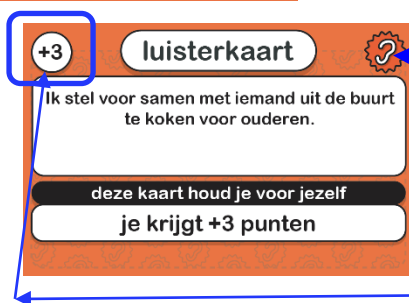 +3
luisterkaart
Ik stel voor samen met iemand uit de buurt
te koken voor ouderen.
deze kaart houd je voor jezelf
je krijgt +3 punten